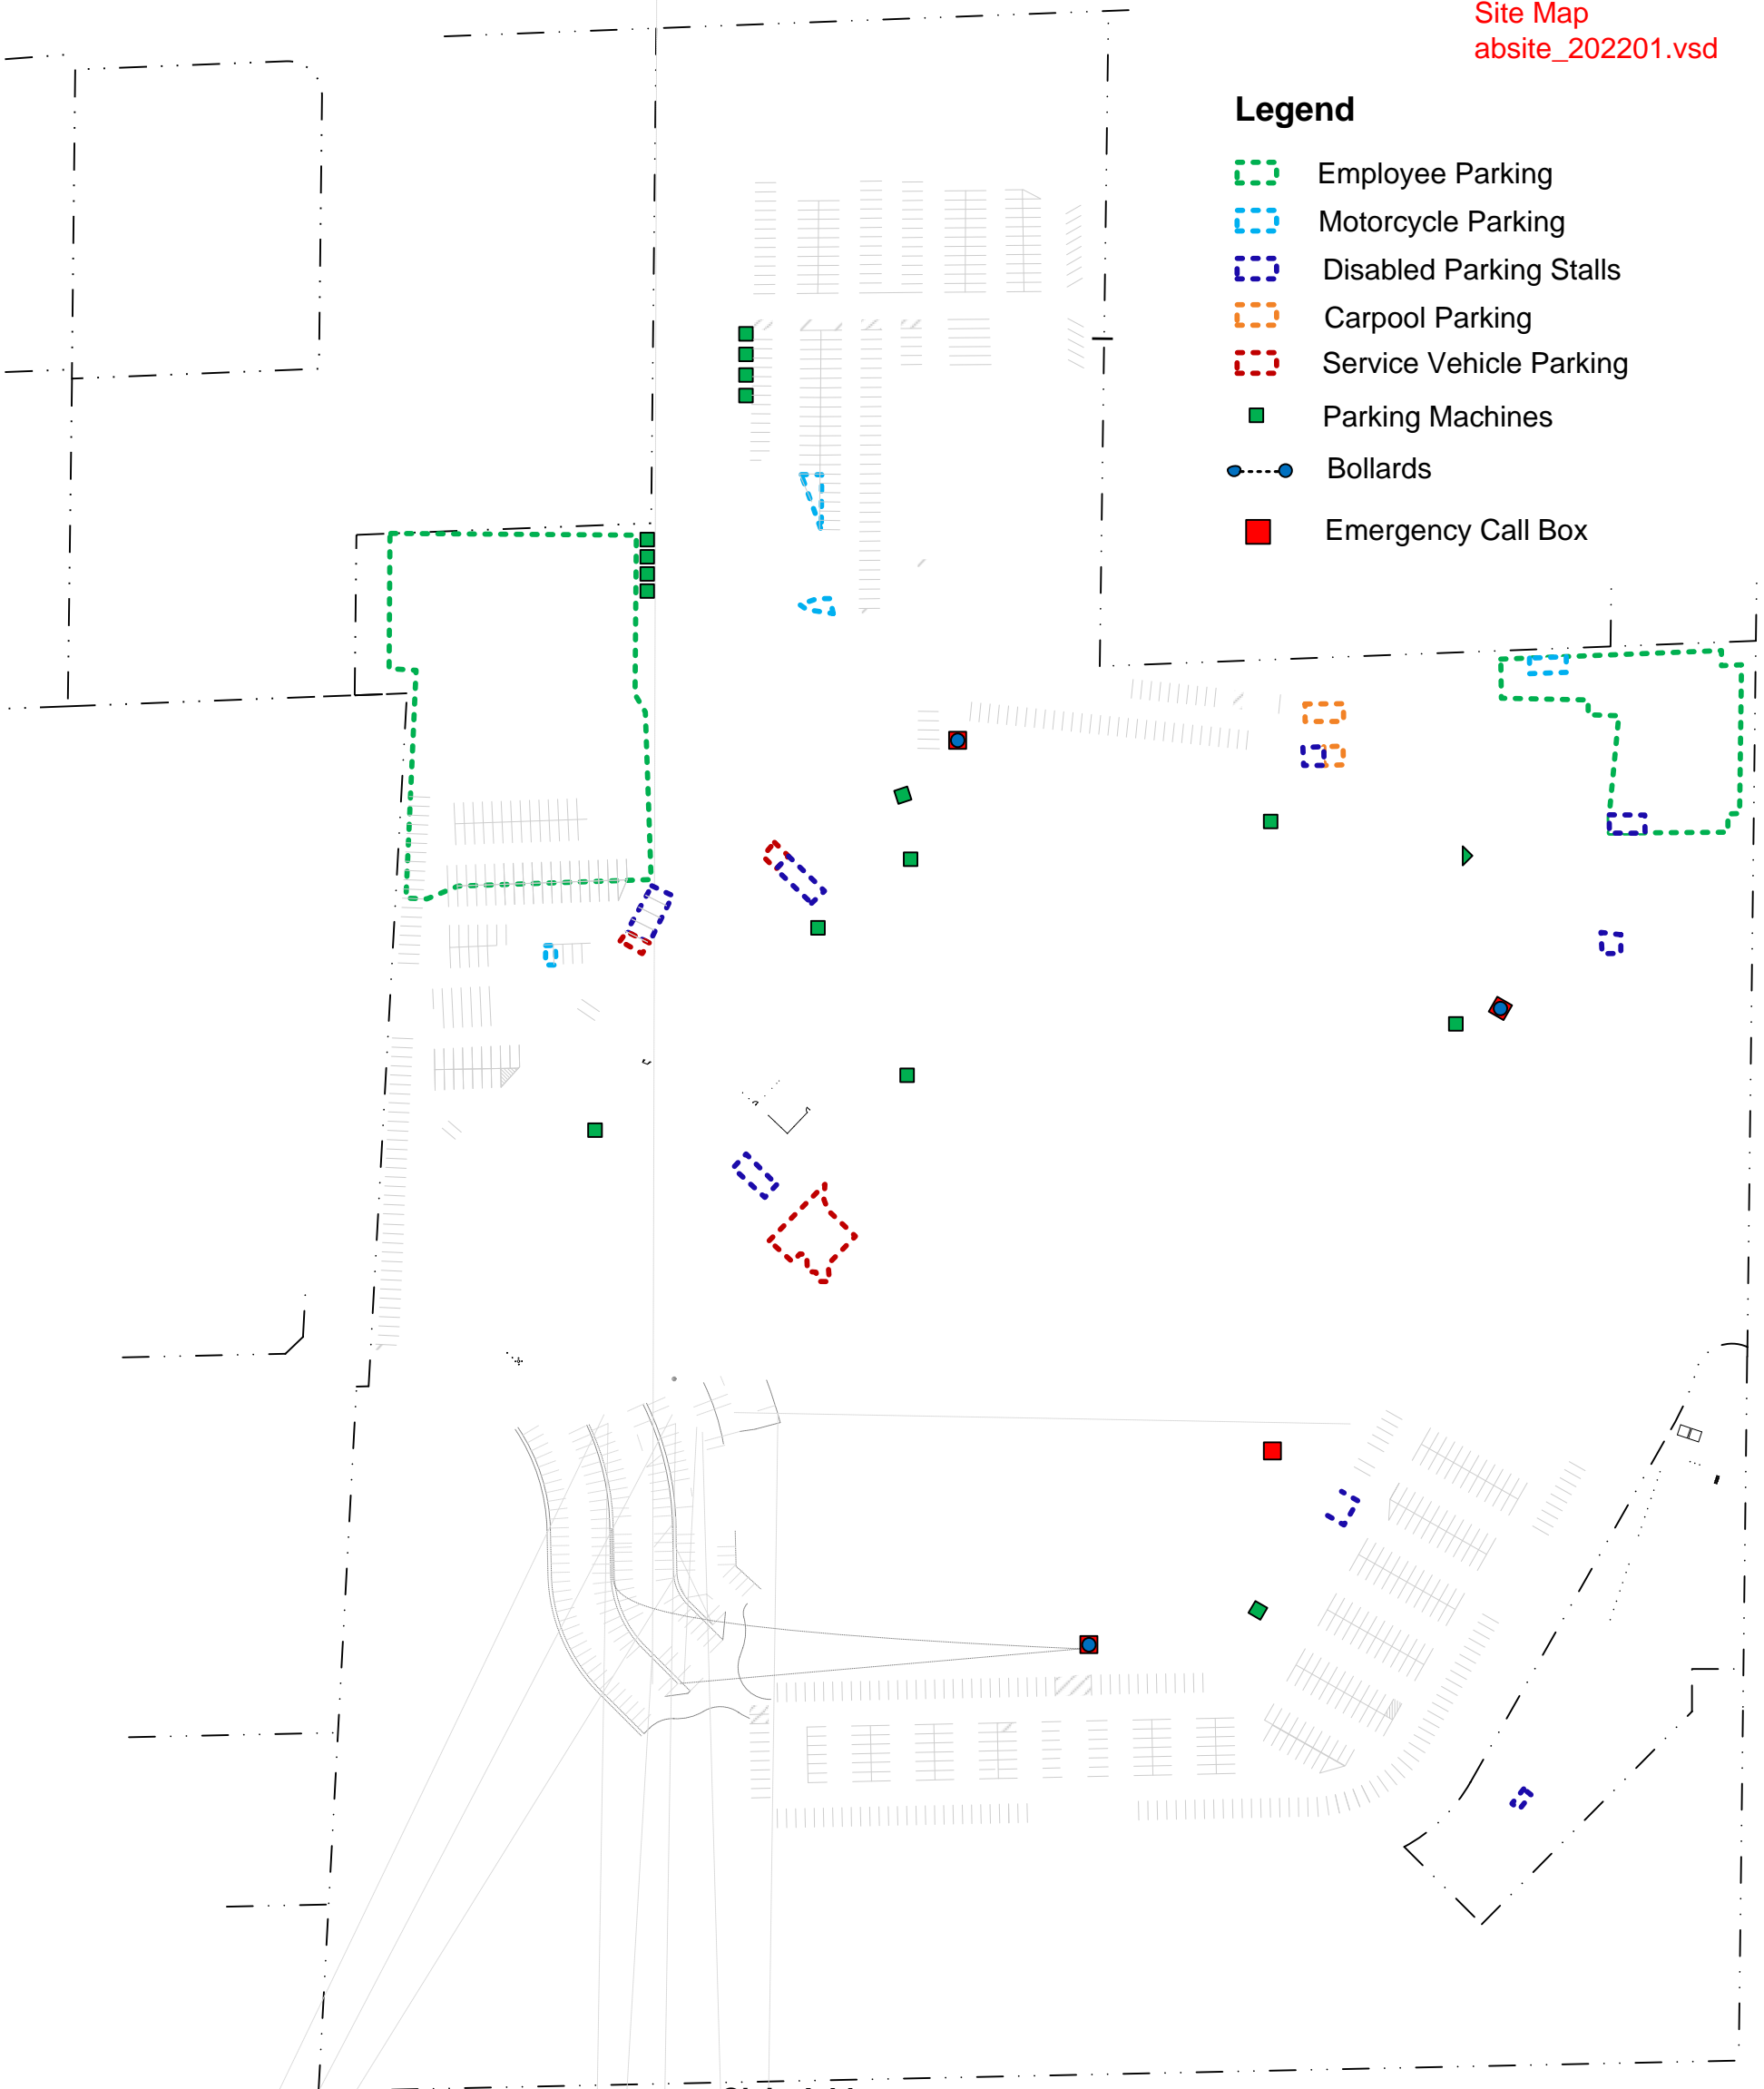 Site Map
absite_202201.vsd
Legend
Employee Parking
Motorcycle Parking
Disabled Parking Stalls
Carpool Parking
Service Vehicle Parking
Parking Machines
Bollards
Emergency Call Box